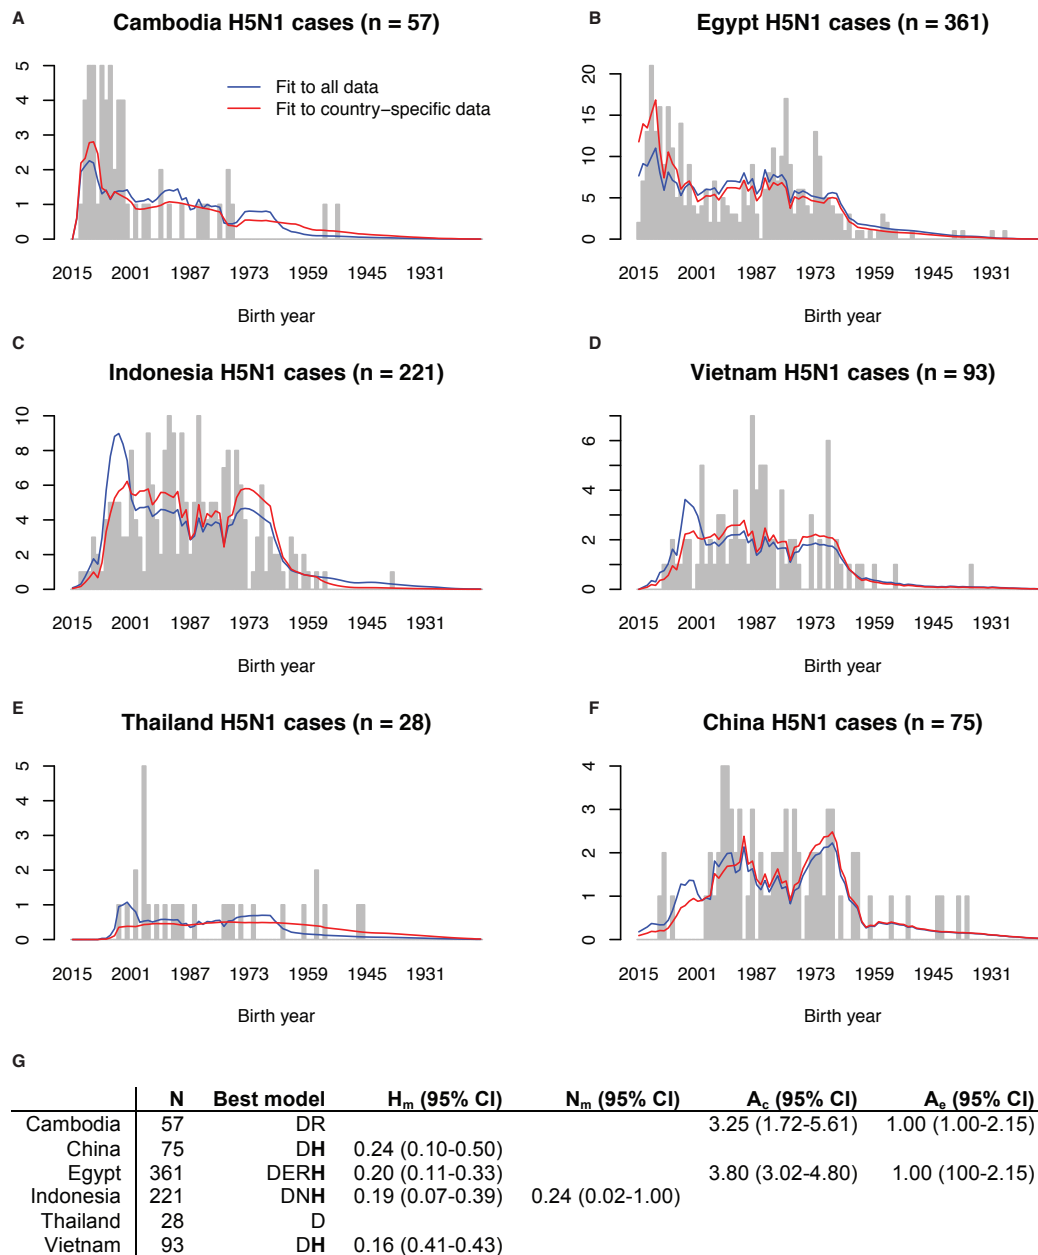 A
Cambodia H5N1 cases (n = 57)
5
4
3
2
1
0
Fit to all data
Fit to country−specific data
2015 2001 1987 1973 1959 1945 1931
Birth year
B
Egypt H5N1 cases (n = 361)
20
15
10
5
0
2015 2001 1987 1973 1959 1945 1931
Birth year
C
Indonesia H5N1 cases (n = 221)
10
8
6
4
2
0
2015 2001 1987 1973 1959 1945 1931
Birth year
D
Vietnam H5N1 cases (n = 93)
6
4
2
0
2015 2001 1987 1973 1959 1945 1931
Birth year
E
Thailand H5N1 cases (n = 28)
5
4
3
2
1
0
2015 2001 1987 1973 1959 1945 1931
Birth year
F
China H5N1 cases (n = 75)
4
3
2
1
0
2015 2001 1987 1973 1959 1945 1931
Birth year
G
N Best model Hm (95% CI) Nm (95% CI) Ac (95% CI) Ae (95% CI)
Cambodia 57 DR 3.25 (1.72-5.61) 1.00 (1.00-2.15)
China 75 DH 0.24 (0.10-0.50)
Egypt 361 DERH 0.20 (0.11-0.33) 3.80 (3.02-4.80) 1.00 (100-2.15)
Indonesia 221 DNH 0.19 (0.07-0.39) 0.24 (0.02-1.00)
Thailand 28 D
Vietnam 93 DH 0.16 (0.41-0.43)